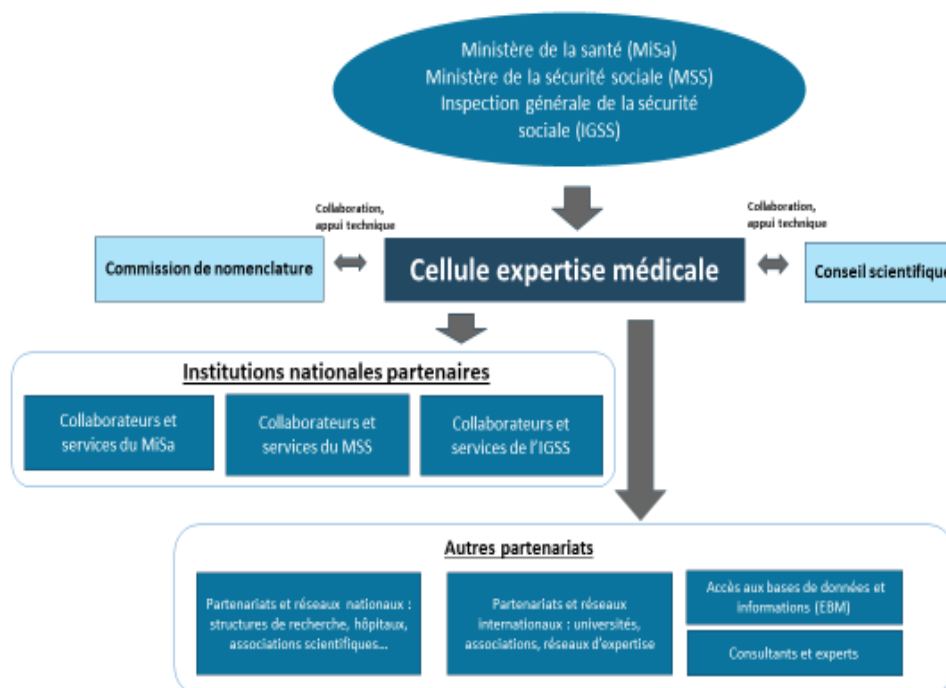 Ministère de la santé (MiSa)
Ministère de la sécurité sociale (MSS)
Inspection générale de la sécurité
sociale (IGSS)
Collaboration,
appui technique
Collaboration,
appui technique
Commission de nomenclature
Cellule expertise médicale
Conseil scientifique
Institutions nationales partenaires
Collaborateurs et
services du MiSa
Collaborateurs et
services du MSS
Collaborateurs et
services de l'IGSS
Autres partenariats
Partenariats et réseaux nationaux :
structures de recherche, hôpitaux,
associations scientifiques...
Partenariats et réseaux
internationaux : universités,
associations, réseaux d'expertise
Accès aux bases de données et
informations (EBM)
Consultants et experts